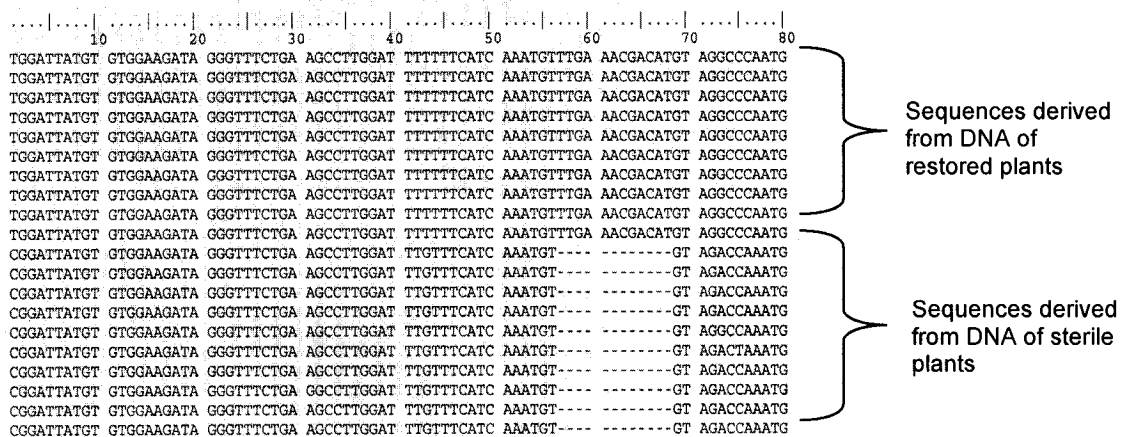 ....|....| ....|....| ....|....| ....|....| ....|....| ....|....| ....|....| ....|....|
10 20 30 40 50 60 70 80
TGGATTATGT GTGGAAGATA GGGTTTCTGA AGCCTTGGAT TTTTTTCATC AAATGTTTGA AACGACATGT AGGCCCAATG
TGGATTATGT GTGGAAGATA GGGTTTCTGA AGCCTTGGAT TTTTTTCATC AAATGTTTGA AACGACATGT AGGCCCAATG
TGGATTATGT GTGGAAGATA GGGTTTCTGA AGCCTTGGAT TTTTTTCATC AAATGTTTGA AACGACATGT AGGCCCAATG
TGGATTATGT GTGGAAGATA GGGTTTCTGA AGCCTTGGAT TTTTTTCATC AAATGTTTGA AACGACATGT AGGCCCAATG
TGGATTATGT GTGGAAGATA GGGTTTCTGA AGCCTTGGAT TTTTTTCATC AAATGTTTGA AACGACATGT AGGCCCAATG
TGGATTATGT GTGGAAGATA GGGTTTCTGA AGCCTTGGAT TTTTTTCATC AAATGTTTGA AACGACATGT AGGCCCAATG
TGGATTATGT GTGGAAGATA GGGTTTCTGA AGCCTTGGAT TTTTTTCATC AAATGTTTGA AACGACATGT AGGCCCAATG
TGGATTATGT GTGGAAGATA GGGTTTCTGA AGCCTTGGAT TTTTTTCATC AAATGTTTGA AACGACATGT AGGCCCAATG
TGGATTATGT GTGGAAGATA GGGTTTCTGA AGCCTTGGAT TTTTTTCATC AAATGTTTGA AACGACATGT AGGCCCAATG
TGGATTATGT GTGGAAGATA GGGTTTCTGA AGCCTTGGAT TTTTTTCATC AAATGTTTGA AACGACATGT AGGCCCAATG
CGGATTATGT GTGGAAGATA GGGTTTCTGA AGCCTTGGAT TTGTTTCATC AAATGT---- --------GT AGACCAAATG
CGGATTATGT GTGGAAGATA GGGTTTCTGA AGCCTTGGAT TTGTTTCATC AAATGT---- --------GT AGACCAAATG
CGGATTATGT GTGGAAGATA GGGTTTCTGA AGCCTTGGAT TTGTTTCATC AAATGT---- --------GT AGACCAAATG
CGGATTATGT GTGGAAGATA GGGTTTCTGA AGCCTTGGAT TTGTTTCATC AAATGT---- --------GT AGACCAAATG
CGGATTATGT GTGGAAGATA GGGTTTCTGA AGCCTTGGAT TTGTTTCATC AAATGT---- --------GT AGGCCAAATG
CGGATTATGT GTGGAAGATA GGGTTTCTGA AGCCTTGGAT TTGTTTCATC AAATGT---- --------GT AGACTAAATG
CGGATTATGT GTGGAAGATA GGGTTTCTGA AGCCTTGGAT TTGTTTCATC AAATGT---- --------GT AGACCAAATG
CGGATTATGT GTGGAAGATA GGGTTTCTGA GGCCTTGGAT TTGTTTCATC AAATGT---- --------GT AGACCAAATG
CGGATTATGT GTGGAAGATA GGGTTTCTGA AGCCTTGGAT TTGTTTCATC AAATGT---- --------GT AGACCAAATG
CGGATTATGT GTGGAAGATA GGGTTTCTGA AGCCTTGGAT TTGTTTCATC AAATGT---- --------GT AGACCAAATG
Sequences derived
from DNA of
restored plants
Sequences derived
from DNA of sterile
plants